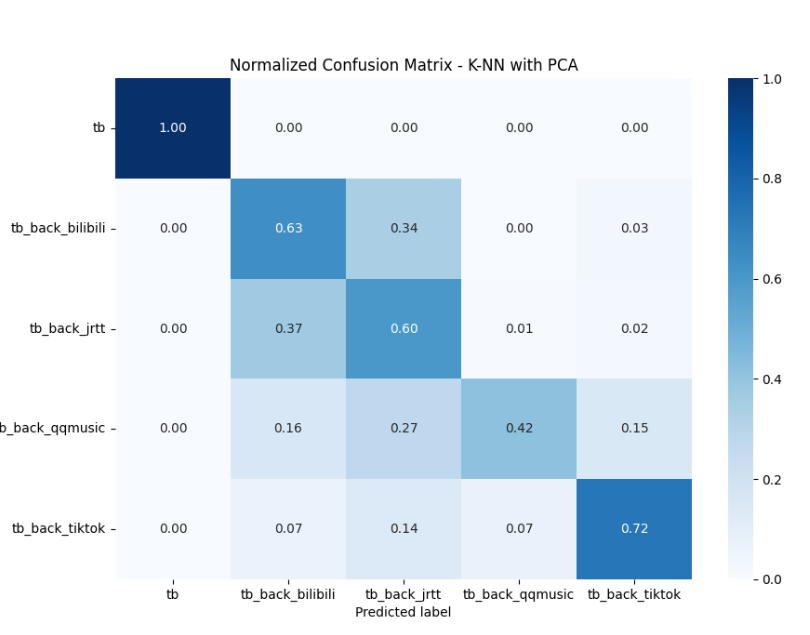 Normalized Confusion Matrix - K-NN with PCA
1.0
tb 1.00 0.00 0.00 0.00 0.00
0.8
tb_back_bilibili 0.00 0.63 0.34 0.00 0.03
0.6
tb_back_jrtt 0.00 0.37 0.60 0.01 0.02
0.4
b_back_qqmusic 0.00 0.16 0.27 0.42 0.15
0.2
tb_back_tiktok 0.00 0.07 0.14 0.07 0.72
0.0
tb tb_back_bilibili tb_back_jrtt tb_back_qqmusic tb_back_tiktok
Predicted label